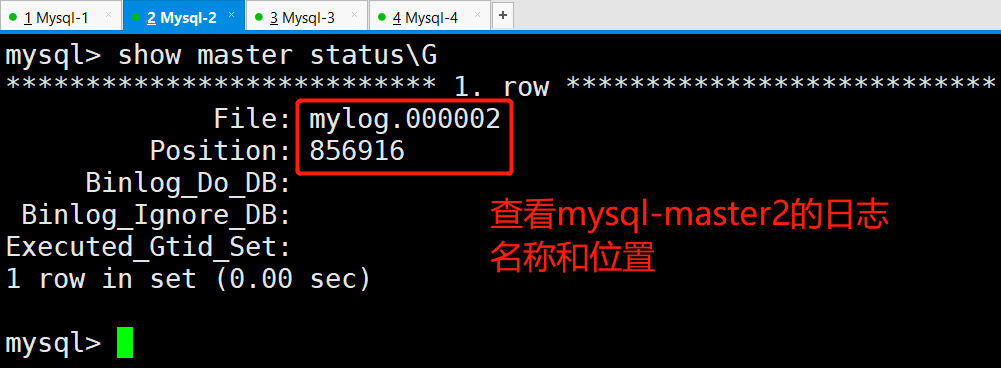 1 Mysql-1 × 2 Mysql-2 × 3 Mysql-3 × 4 Mysql-4 × +
mysql> show master status\G
*************************** 1. row ***************************
File: mylog.000002
Position: 856916
Binlog_Do_DB:
Binlog_Ignore_DB:
Executed_Gtid_Set:
1 row in set (0.00 sec)
查看mysql-master2的日志
名称和位置
mysql>